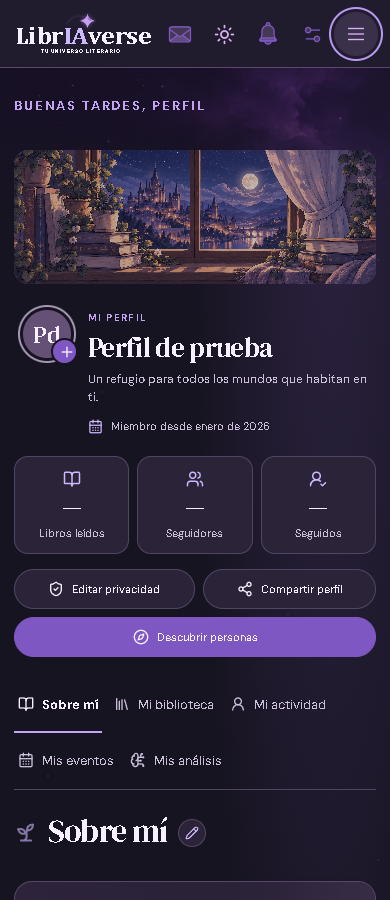 LibrIAverse
TU UNIVERSO LITERARIO
BUENAS TARDES, PERFIL
Pd
MI PERFIL
Perfil de prueba
Un refugio para todos los mundos que habitan en
ti.
Miembro desde enero de 2026
— — —
Libros leídos Seguidores Seguidos
Editar privacidad Compartir perfil
Descubrir personas
Sobre mí Mi biblioteca Mi actividad
Mis eventos Mis análisis
Sobre mí